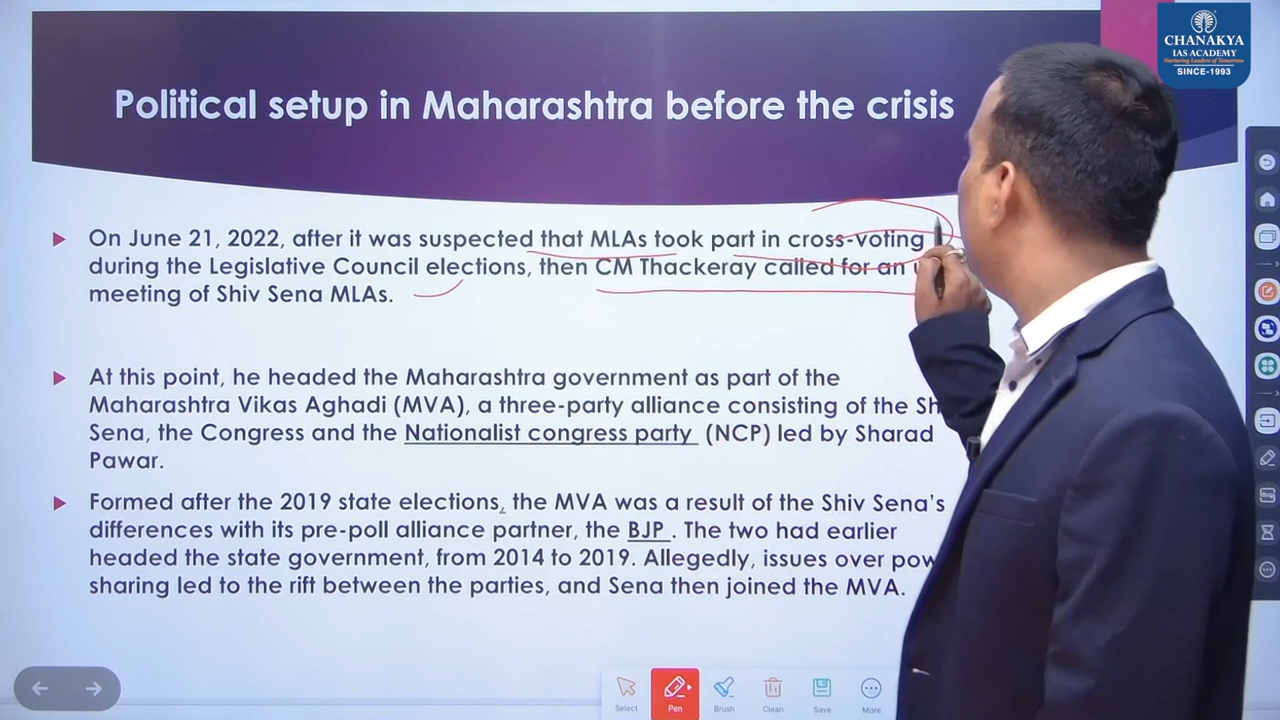 CHANAKYA
IAS ACADEMY
Nurturing Leaders of Tomorrow
SINCE-1993
Political setup in Maharashtra before the crisis
On June 21, 2022, after it was suspected that MLAs took part in cross-voting
during the Legislative Council elections, then CM Thackeray called for an
meeting of Shiv Sena MLAs.
At this point, he headed the Maharashtra government as part of the
Maharashtra Vikas Aghadi (MVA), a three-party alliance consisting of the Sh
Sena, the Congress and the Nationalist congress party (NCP) led by Sharad
Pawar.
Formed after the 2019 state elections, the MVA was a result of the Shiv Sena's
differences with its pre-poll alliance partner, the BJP . The two had earlier
headed the state government, from 2014 to 2019. Allegedly, issues over pow
sharing led to the rift between the parties, and Sena then joined the MVA.
Select Pen Brush Clean Save More